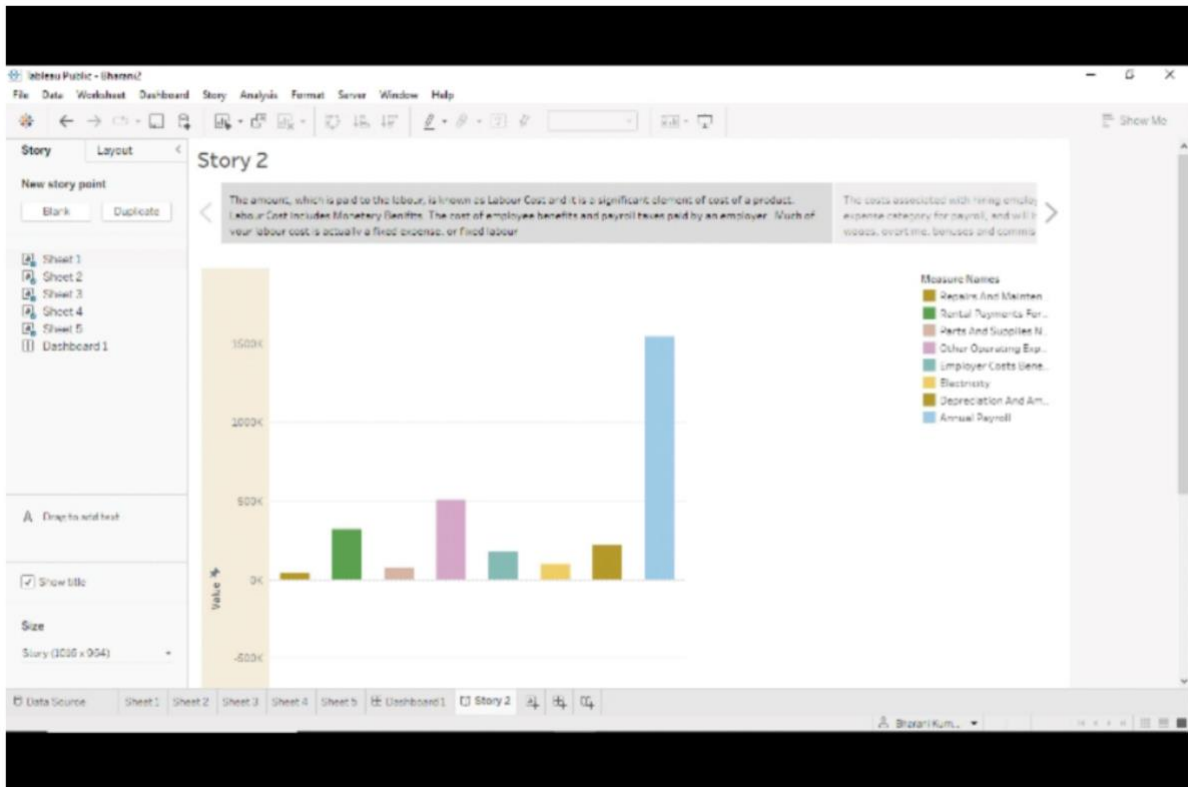 Tableau Public - Bharani2
File Data Worksheet Dashboard Story Analysis Format Server Window Help
Show Me
Story Layout
New story point
Blank Duplicate
Sheet 1
Sheet 2
Sheet 3
Sheet 4
Sheet 5
Dashboard 1
A Drag to add text
Show title
Size
Story (1016 x 964)
Story 2
The amount, which is paid to the labour, is known as Labour Cost and it is a significant element of cost of a product.
Labour Cost Includes Monetary Benifits. The cost of employee benefits and payroll taxes paid by an employer. Much of
your labour cost is actually a fixed expense, or fixed labour
The costs associated with hiring employ
expense category for payroll, and will i
wages, overtime, bonuses and commis
1500K
1000K
500K
0K
-500K
Value
Measure Names
Repairs And Mainten..
Rental Payments For..
Parts And Supplies N..
Other Operating Exp..
Employer Costs Bene..
Electricity
Depreciation And Am..
Annual Payroll
Data Source Sheet 1 Sheet 2 Sheet 3 Sheet 4 Sheet 5 Dashboard 1 Story 2
Bharani Kum...